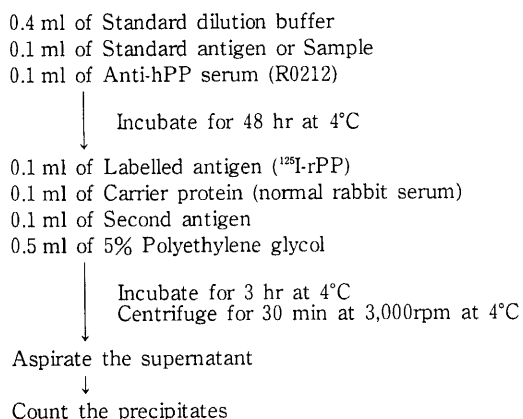 0.4 ml of Standard dilution buffer
0.1 ml of Standard antigen or Sample
0.1 ml of Anti-hPP serum (R0212)
Incubate for 48 hr at 4°C
0.1 ml of Labelled antigen (¹²⁵I-rPP)
0.1 ml of Carrier protein (normal rabbit serum)
0.1 ml of Second antigen
0.5 ml of 5% Polyethylene glycol
Incubate for 3 hr at 4°C
Centrifuge for 30 min at 3,000rpm at 4°C
Aspirate the supernatant
Count the precipitates